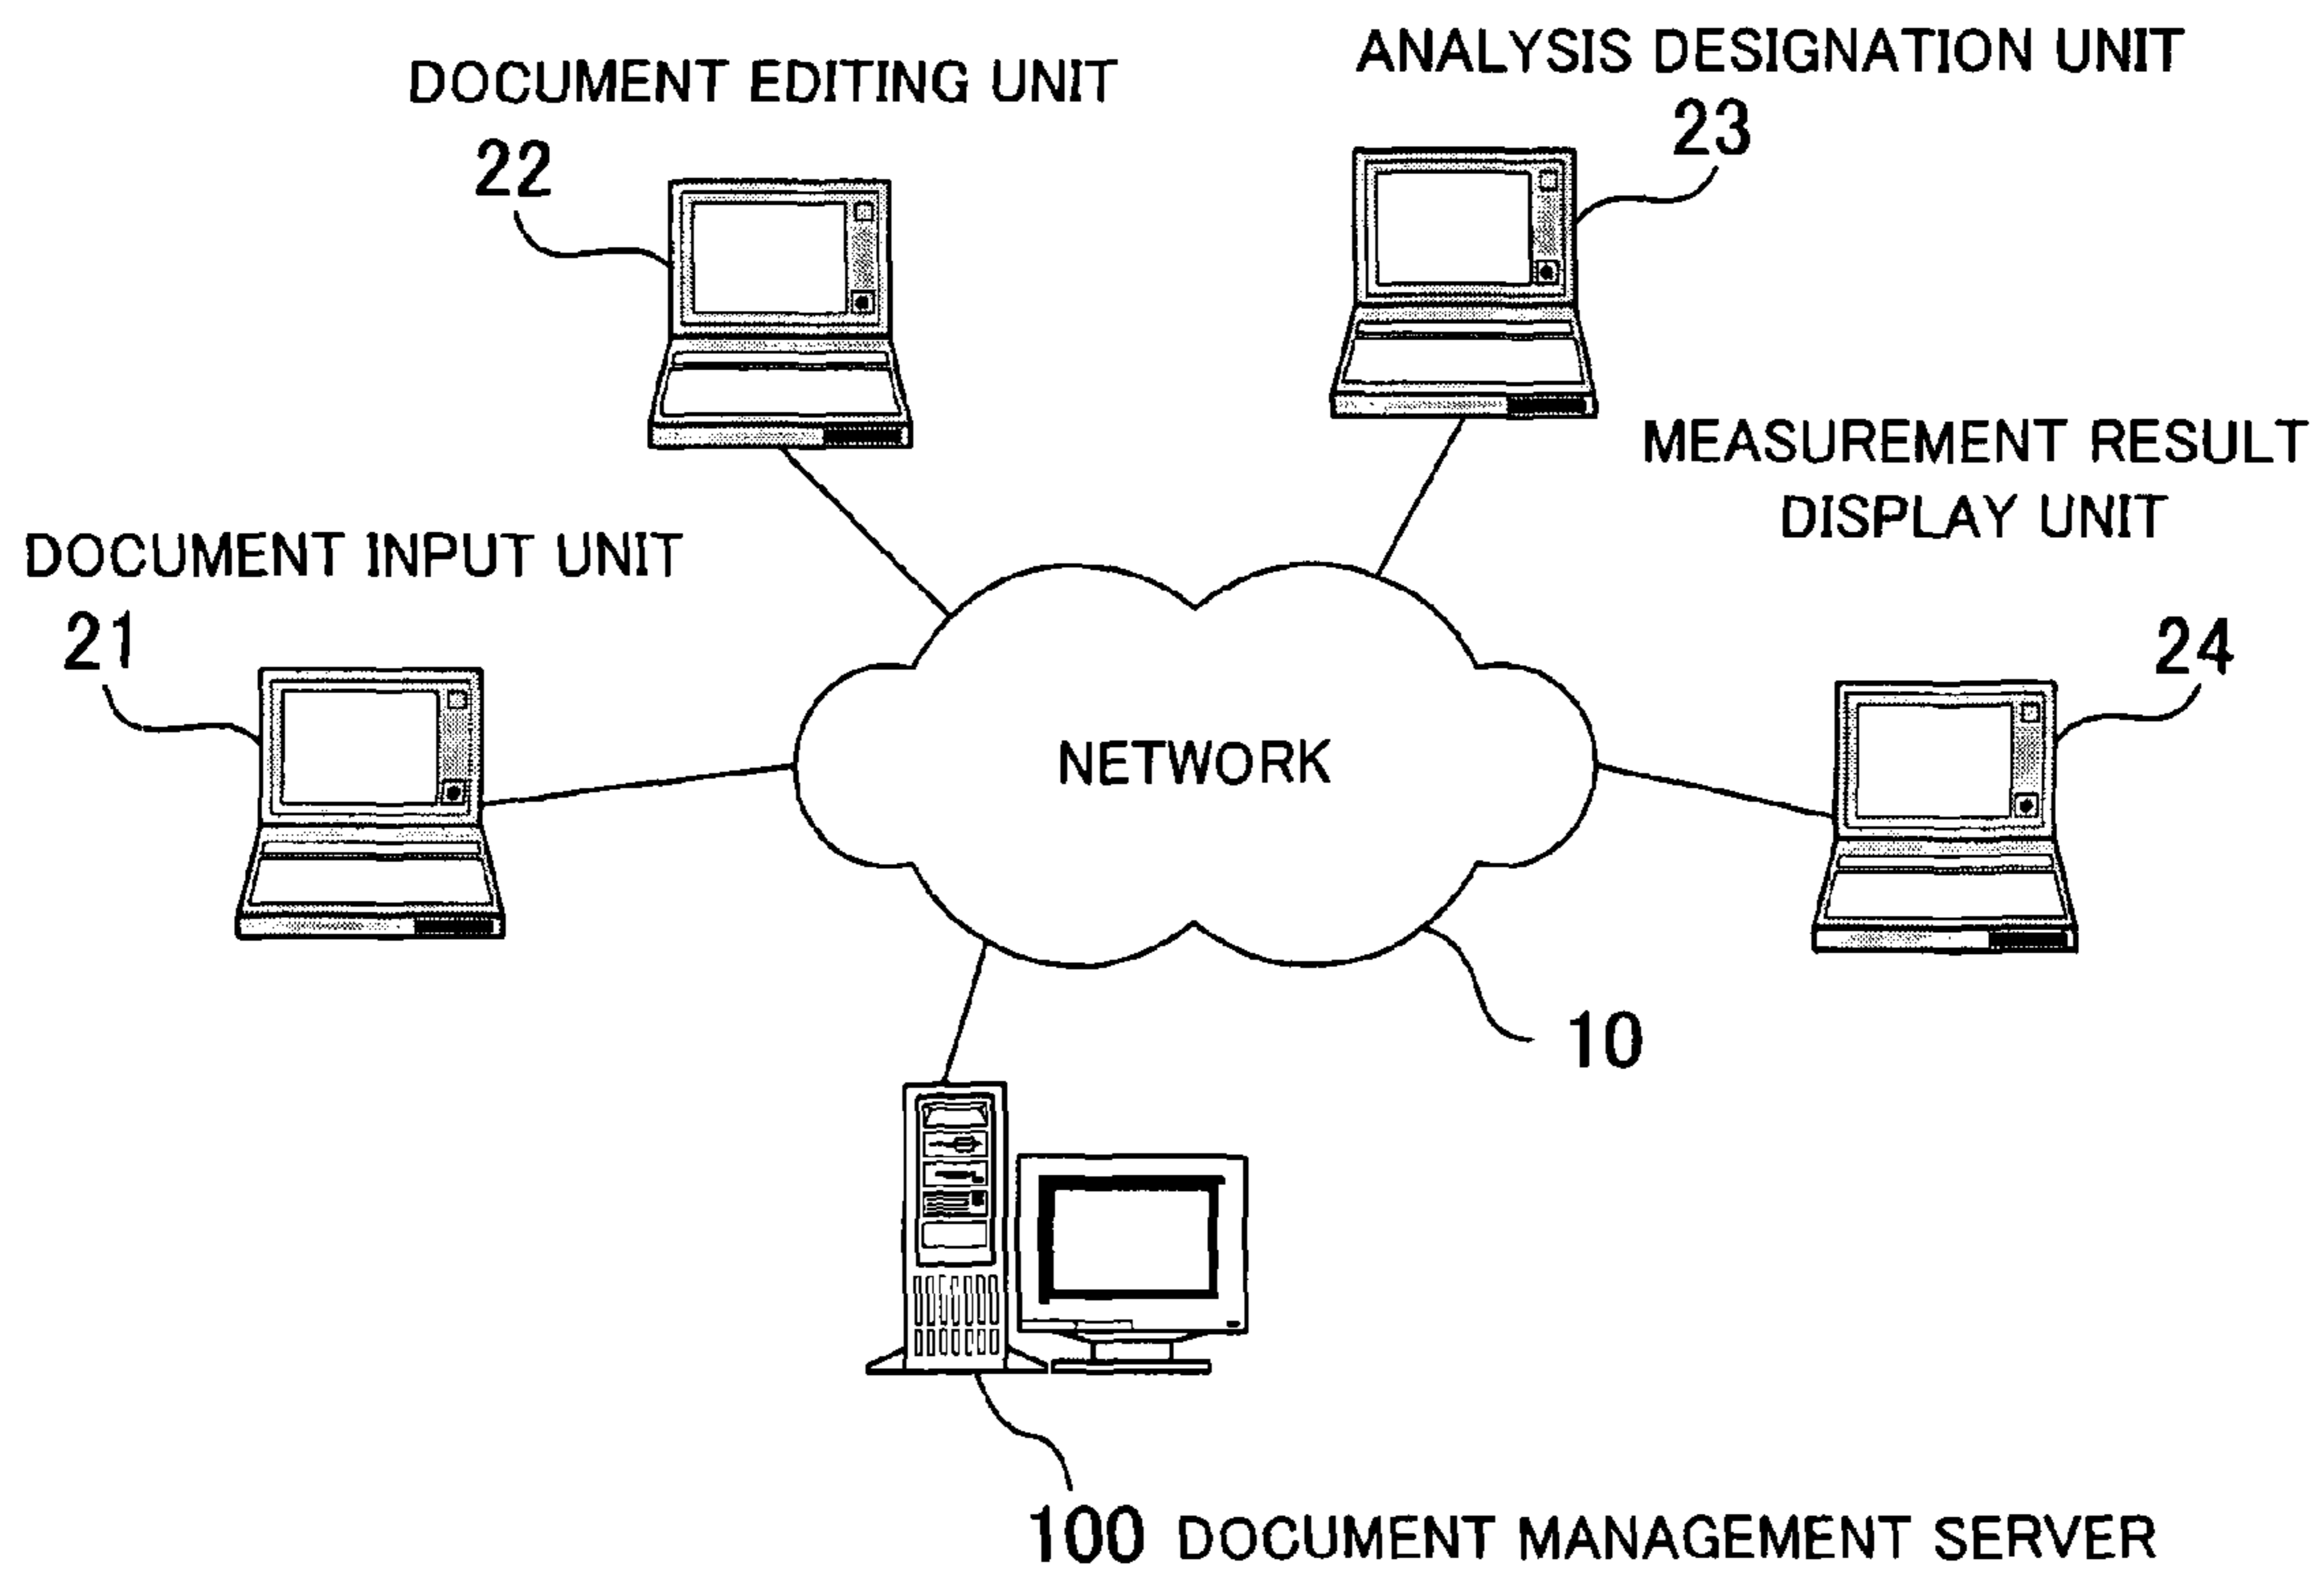 ANALYSIS DESIGNATION UNIT
23
DOCUMENT EDITING UNIT
22
MEASUREMENT RESULT
DISPLAY UNIT
24
DOCUMENT INPUT UNIT
21
NETWORK
10
100 DOCUMENT MANAGEMENT SERVER